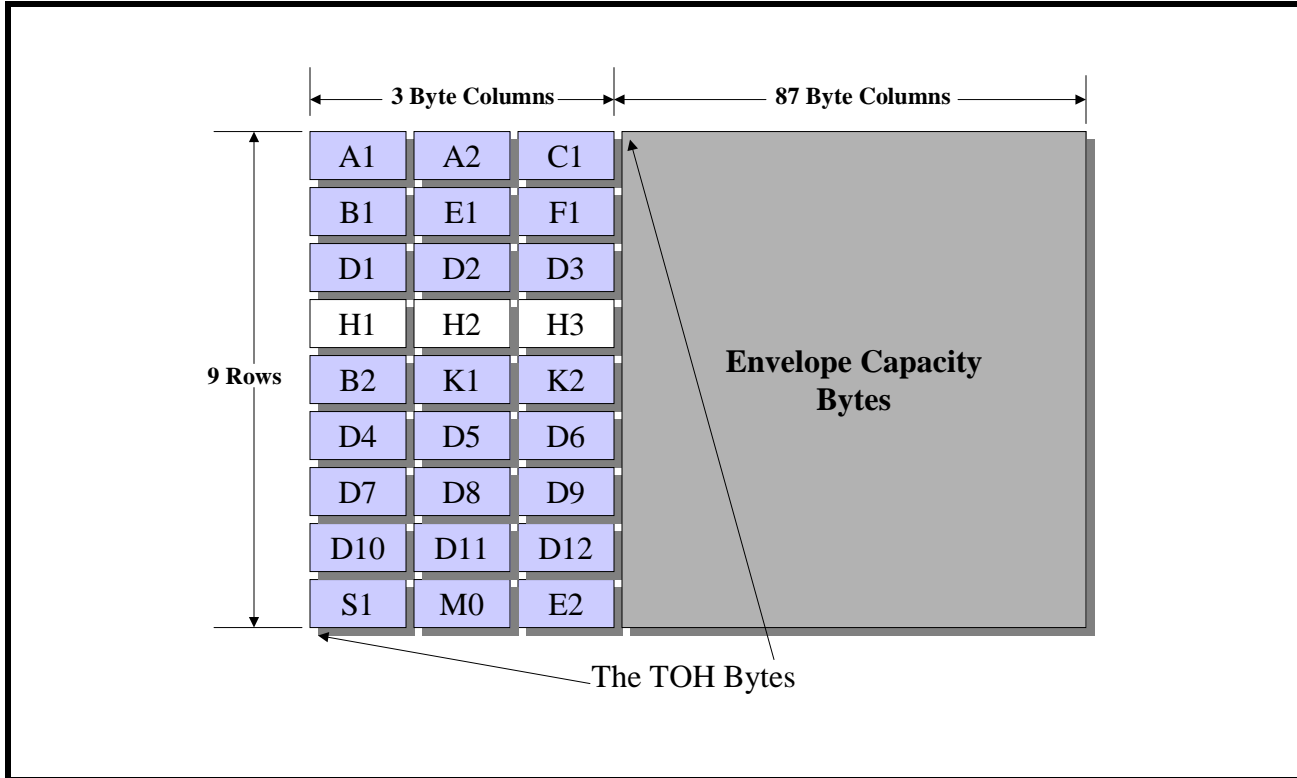 3 Byte Columns 87 Byte Columns
A1 A2 C1
B1 E1 F1
D1 D2 D3
H1 H2 H3
9 Rows
B2 K1 K2
D4 D5 D6
D7 D8 D9
D10 D11 D12
S1 M0 E2
Envelope Capacity
Bytes
The TOH Bytes